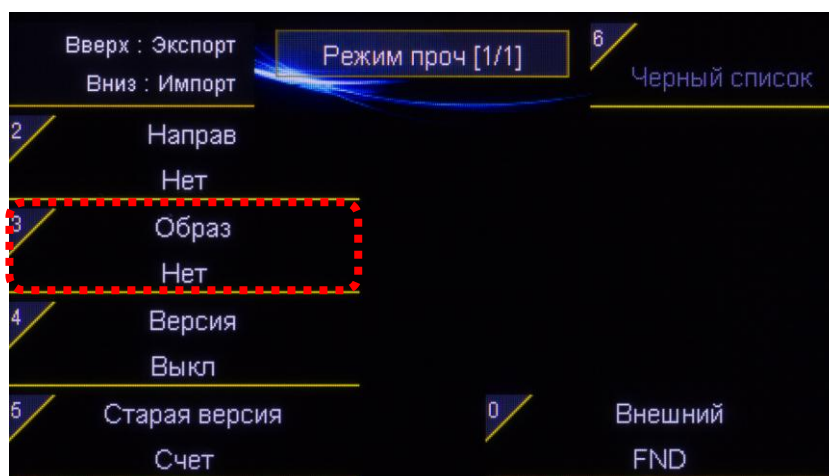 Вверх : Экспорт
Вниз : Импорт
Режим проч [1/1]
6
Черный список
2
Направ
Нет
3
Образ
Нет
4
Версия
Выкл
5
Старая версия
Счет
0
Внешний
FND